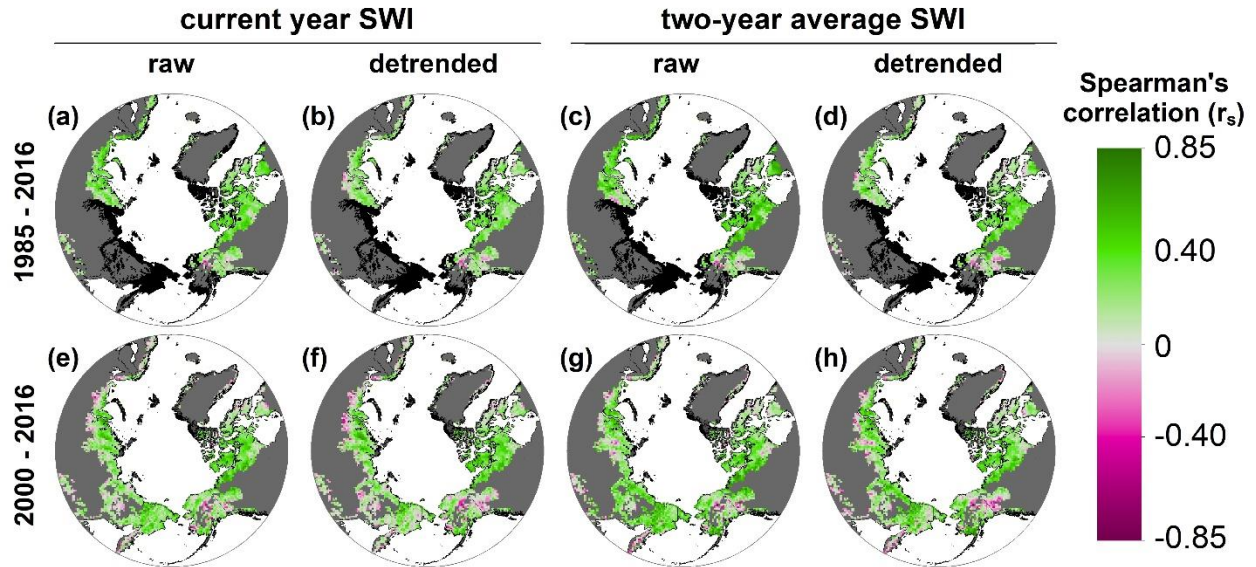 current year SWI two-year average SWI
raw detrended raw detrended
Spearman's
correlation (rₛ)
(a) (b) (c) (d)
1985 - 2016
0.85
0.40
0
-0.40
-0.85
(e) (f) (g) (h)
2000 - 2016